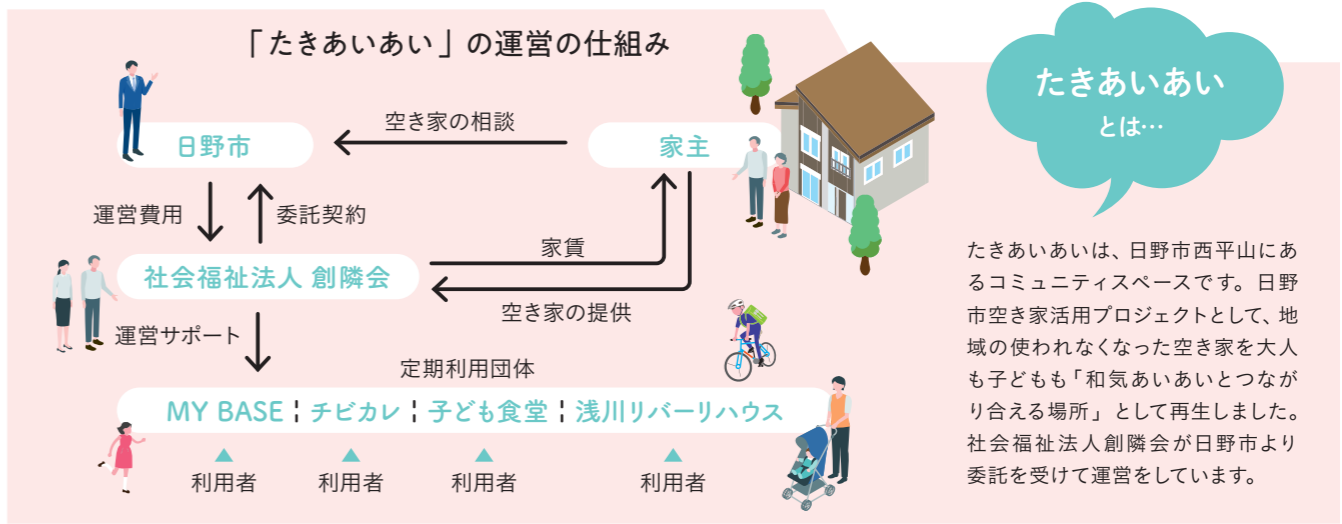 「たきあいあい」の運営の仕組み
日野市
空き家の相談
家主
運営費用
委託契約
家賃
社会福祉法人 創隣会
空き家の提供
運営サポート
定期利用団体
MY BASE ¦ チビカレ ¦ 子ども食堂 ¦ 浅川リバーリハウス
利用者
利用者
利用者
利用者
たきあいあい
とは…
たきあいあいは、日野市西平山にあ
るコミュニティスペースです。日野
市空き家活用プロジェクトとして、地
域の使われなくなった空き家を大人
も子どもも「和気あいあいとつなが
り合える場所」として再生しました。
社会福祉法人創隣会が日野市より
委託を受けて運営をしています。